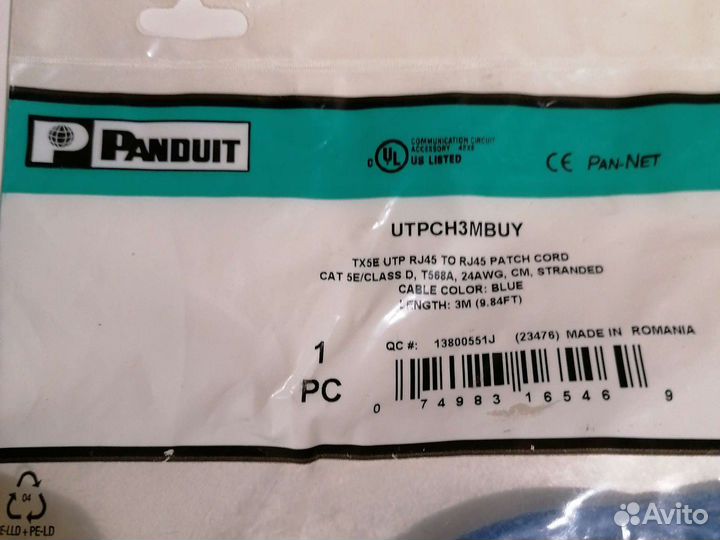 PANDUIT
C UL US LISTED
COMMUNICATION CIRCUIT
ACCESSORY
CE PAN-NET
UTPCH3MBUY
TX5E UTP RJ45 TO RJ45 PATCH CORD
CAT 5E/CLASS D, T568A, 24AWG, CM, STRANDED
CABLE COLOR: BLUE
LENGTH: 3M (9.84FT)
1
PC
QC #: 13800551J (23476) MADE IN ROMANIA
0 74983 16546 9
04
E-LLD+PE-LD
Avito